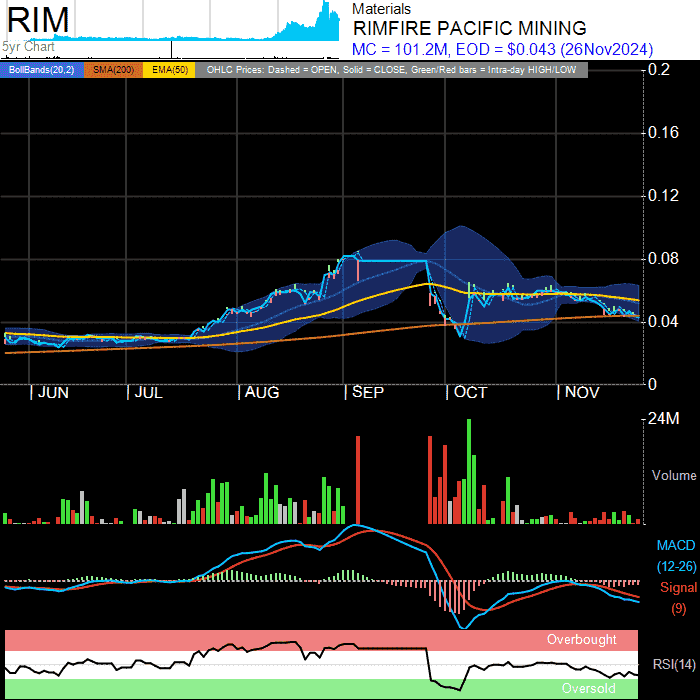 RIM
5yr Chart
Materials
RIMFIRE PACIFIC MINING
MC = 101.2M, EOD = $0.043 (26Nov2024)
BollBands(20,2) SMA(200) EMA(50) OHLC Prices: Dashed = OPEN, Solid = CLOSE, Green/Red bars = Intra-day HIGH/LOW
0.2
0.16
0.12
0.08
0.04
0
JUN JUL AUG SEP OCT NOV
24M
Volume
MACD
(12-26)
Signal
(9)
Overbought
RSI(14)
Oversold